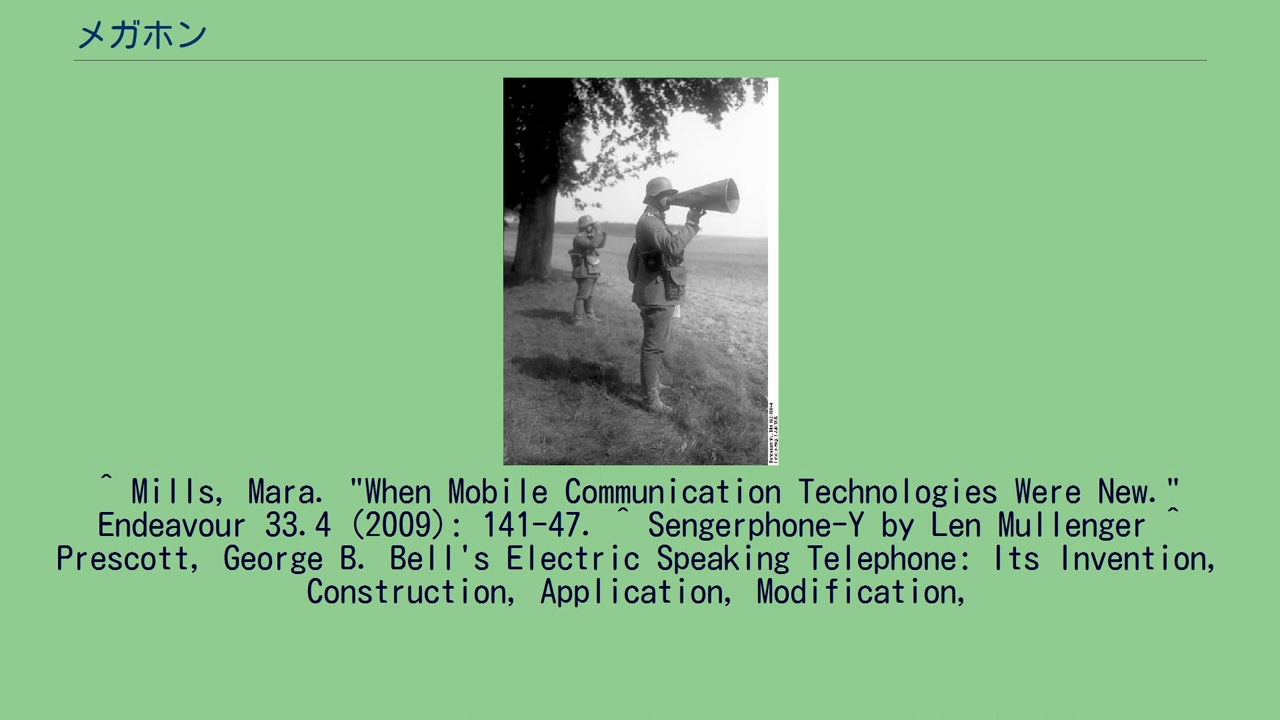 メガホン
^ Mills, Mara. "When Mobile Communication Technologies Were New."
Endeavour 33.4 (2009): 141-47. ^ Sengerphone-Y by Len Mullenger ^
Prescott, George B. Bell's Electric Speaking Telephone: Its Invention,
Construction, Application, Modification,